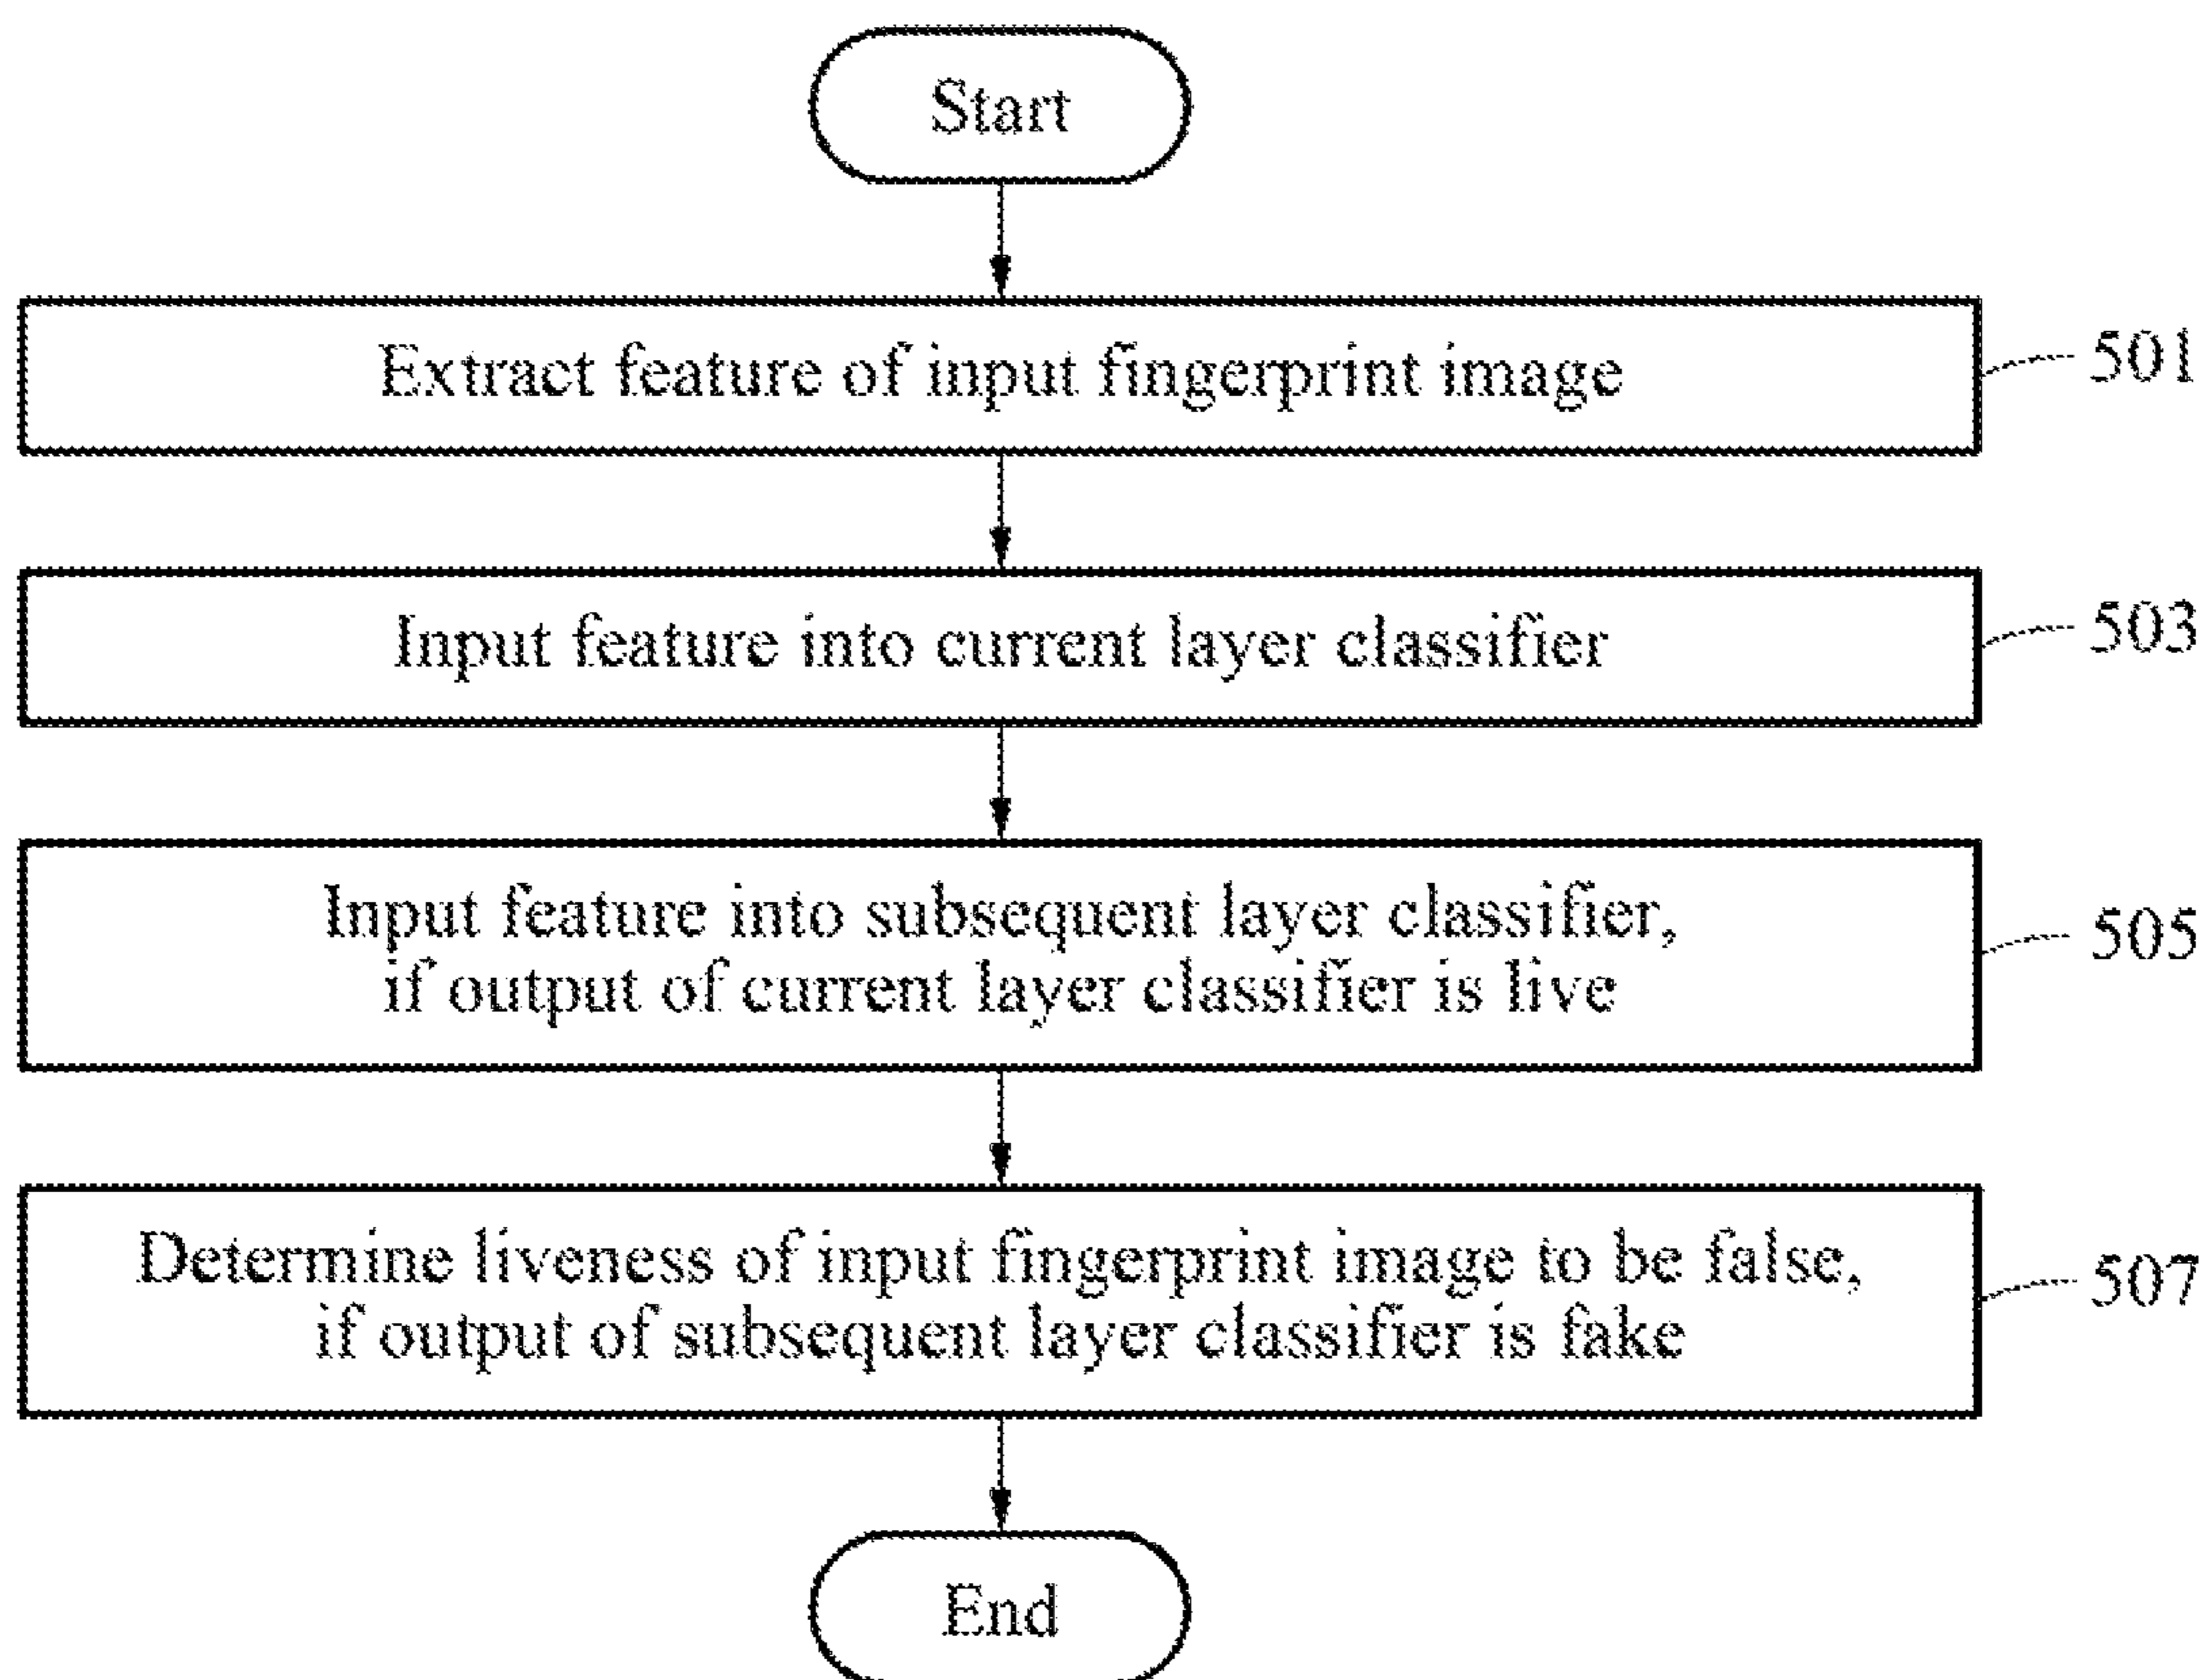 Start
Extract feature of input fingerprint image
501
Input feature into current layer classifier
503
Input feature into subsequent layer classifier,
if output of current layer classifier is live
505
Determine liveness of input fingerprint image to be false,
if output of subsequent layer classifier is fake
507
End